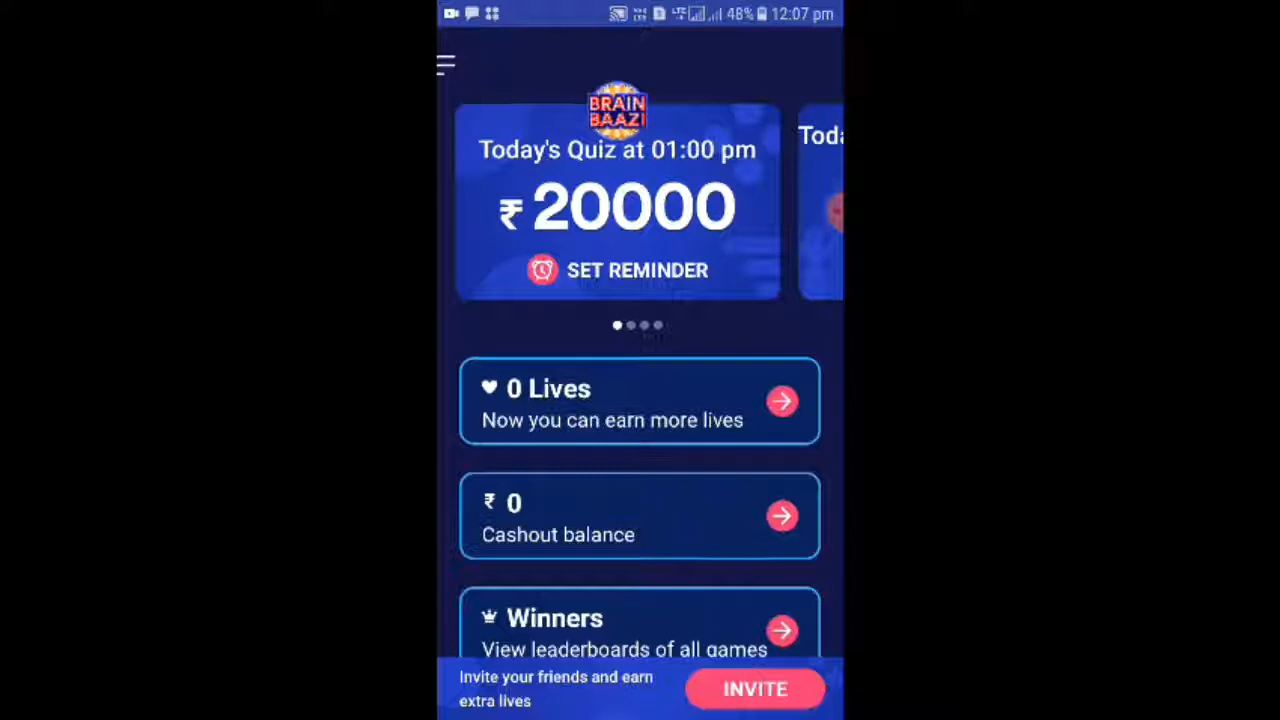 48% 12:07 pm
BRAIN
BAAZI
Today's Quiz at 01:00 pm
₹ 20000
SET REMINDER
Toda
0 Lives
Now you can earn more lives
₹ 0
Cashout balance
Winners
View leaderboards of all games
Invite your friends and earn
extra lives
INVITE